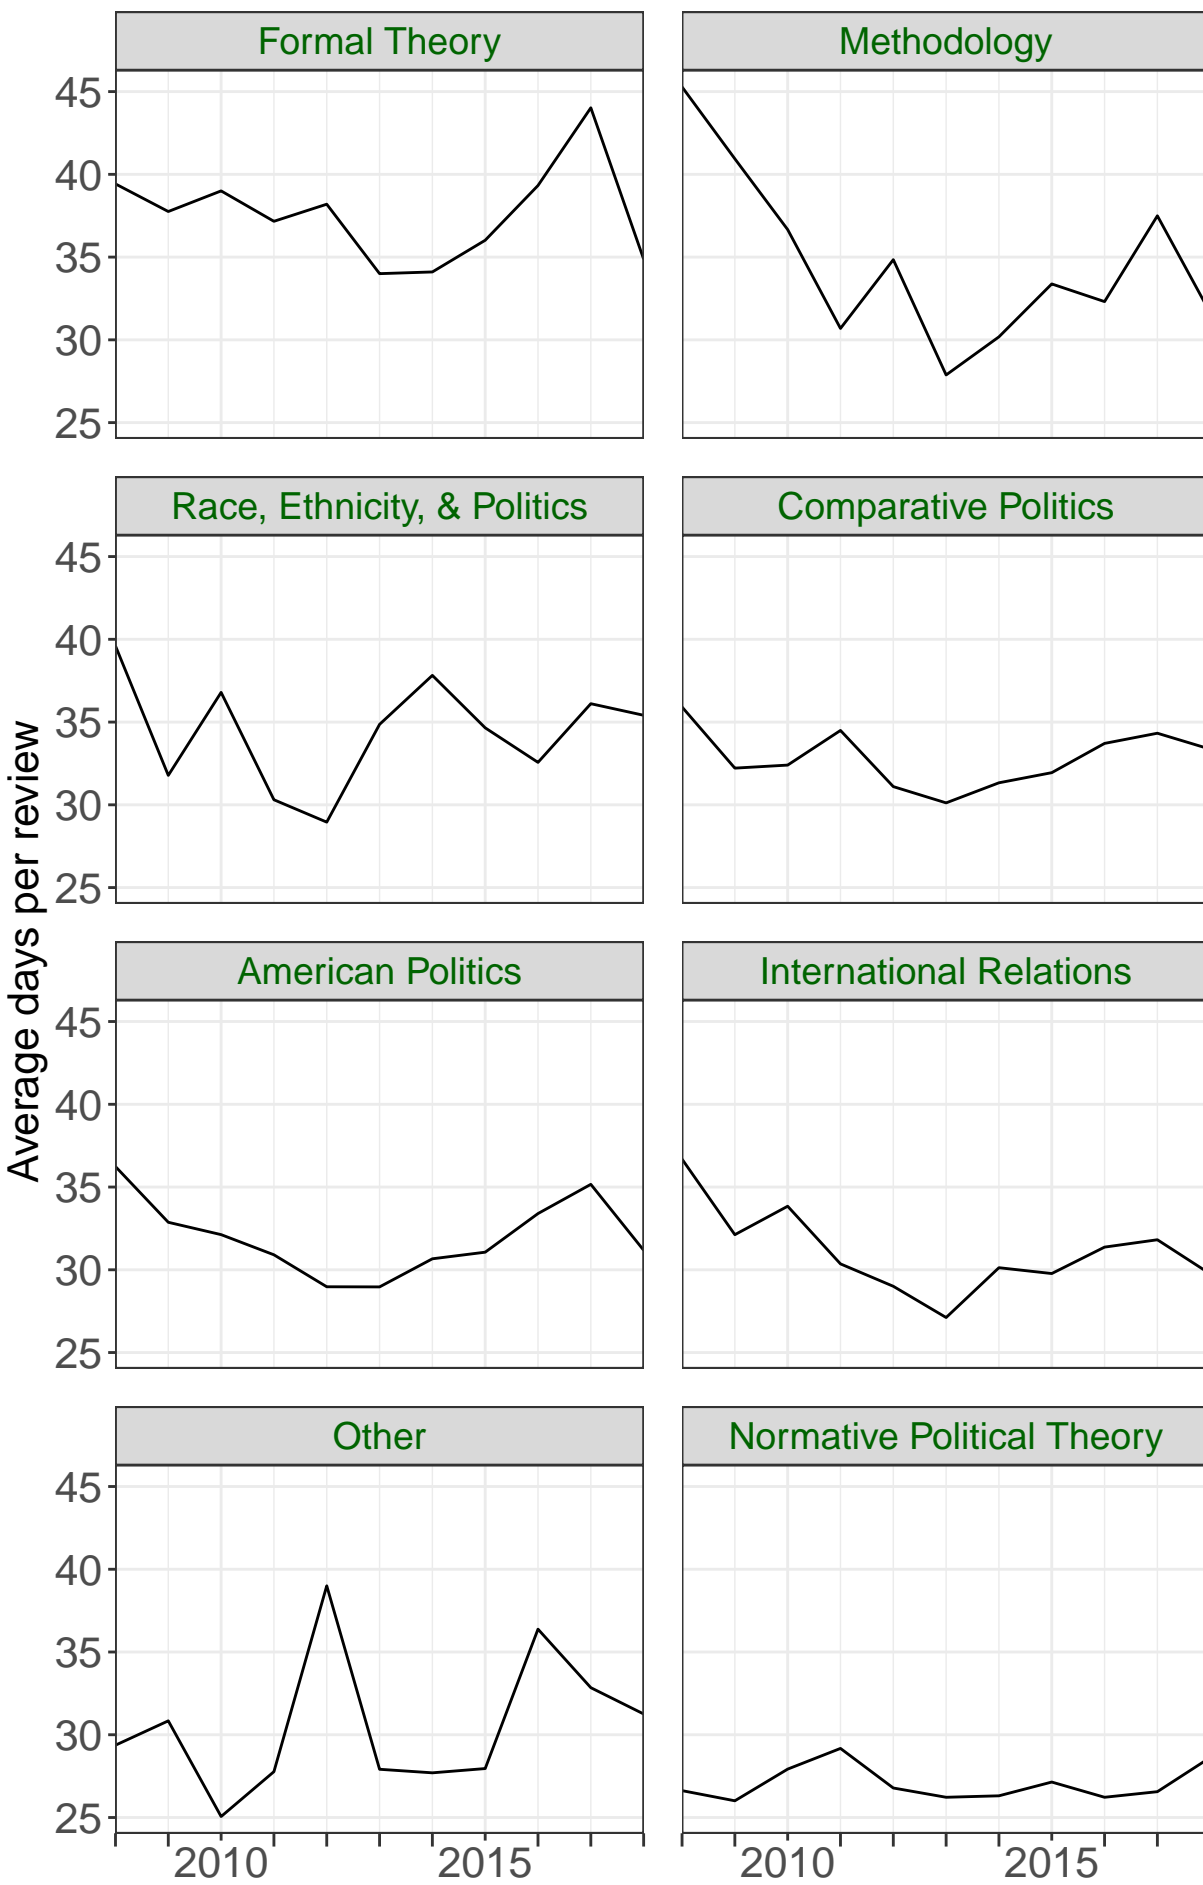 Formal Theory
Methodology
45
40
35
30
25
Race, Ethnicity, & Politics
Comparative Politics
45
40
35
30
25
Average days per review
American Politics
International Relations
45
40
35
30
25
Other
Normative Political Theory
45
40
35
30
25
2010
2015
2010
2015